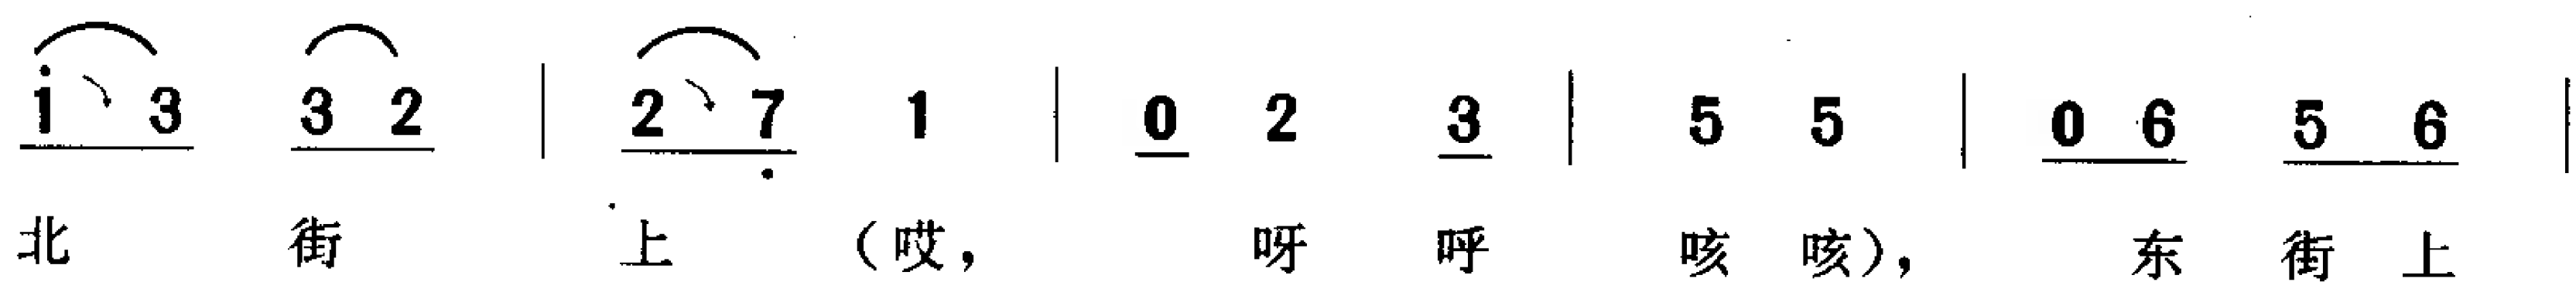 i 3 3 2 | 2 7 1 | 0 2 3 | 5 5 | 0 6 5 6 |
北 街 上 （哎， 呀 呼 咳 咳）， 东 街 上